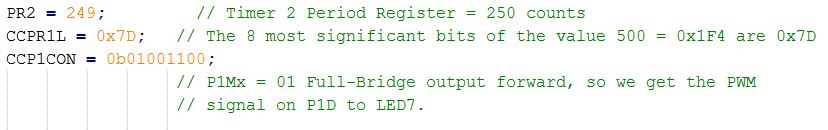 PR2 = 249; // Timer 2 Period Register = 250 counts
CCPR1L = 0x7D; // The 8 most significant bits of the value 500 = 0x1F4 are 0x7D
CCP1CON = 0b01001100;
// P1Mx = 01 Full-Bridge output forward, so we get the PWM
// signal on P1D to LED7.